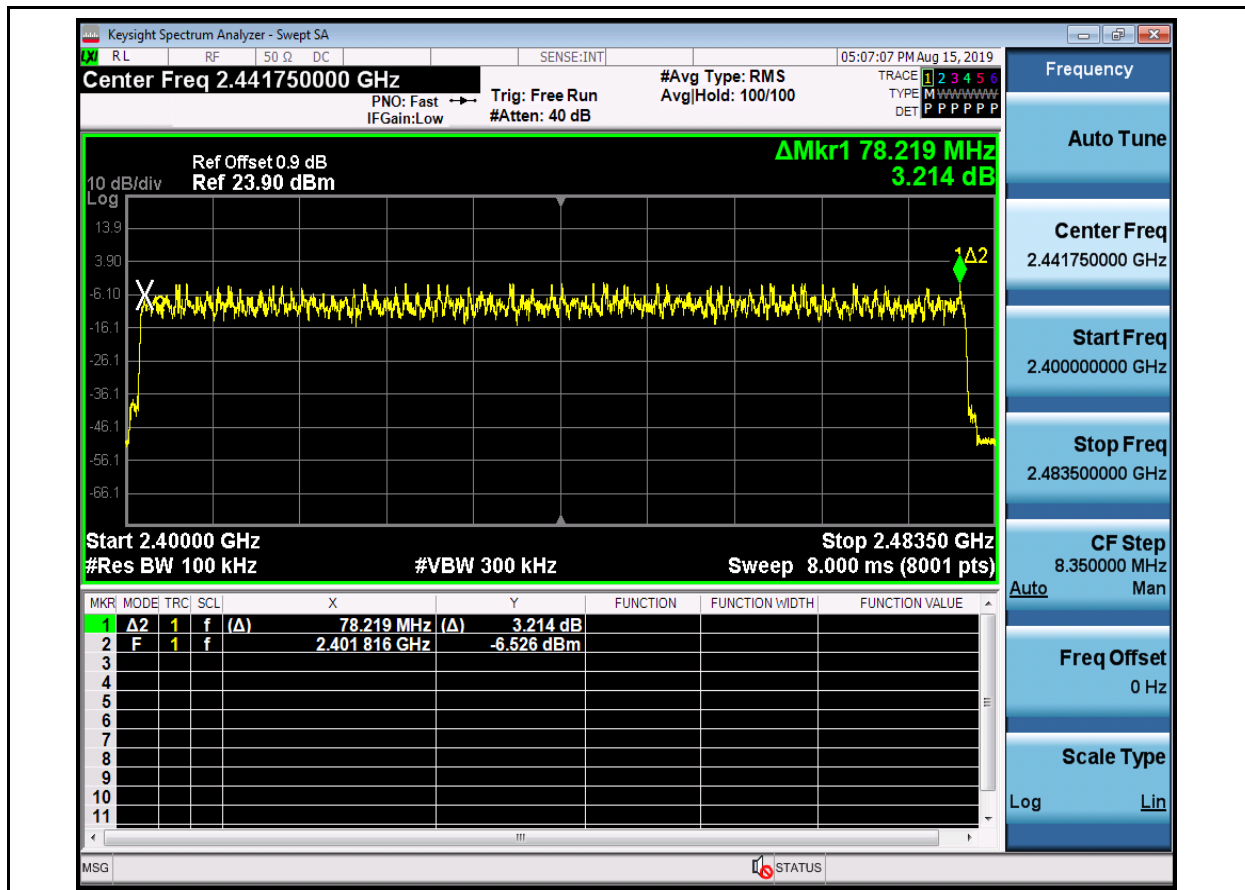 Keysight Spectrum Analyzer - Swept SA
LXI RL RF 50 Ω DC SENSE:INT 05:07:07 PM Aug 15, 2019
Center Freq 2.441750000 GHz
PNO: Fast
IFGain:Low
Trig: Free Run
#Atten: 40 dB
#Avg Type: RMS
Avg|Hold: 100/100
TRACE 1 2 3 4 5 6
TYPE M WWWWW
DET P P P P P P
Ref Offset 0.9 dB
10 dB/div Ref 23.90 dBm
Log
ΔMkr1 78.219 MHz
3.214 dB
13.9
3.90
-6.10
-16.1
-26.1
-36.1
-46.1
-56.1
-66.1
X
1Δ2
Start 2.40000 GHz Stop 2.48350 GHz
#Res BW 100 kHz #VBW 300 kHz Sweep 8.000 ms (8001 pts)
MKR MODE TRC SCL X Y FUNCTION FUNCTION WIDTH FUNCTION VALUE
1 Δ2 1 f (Δ) 78.219 MHz (Δ) 3.214 dB
2 F 1 f 2.401 816 GHz -6.526 dBm
3
4
5
6
7
8
9
10
11
MSG STATUS
Frequency
Auto Tune
Center Freq
2.441750000 GHz
Start Freq
2.400000000 GHz
Stop Freq
2.483500000 GHz
CF Step
8.350000 MHz
Auto Man
Freq Offset
0 Hz
Scale Type
Log Lin